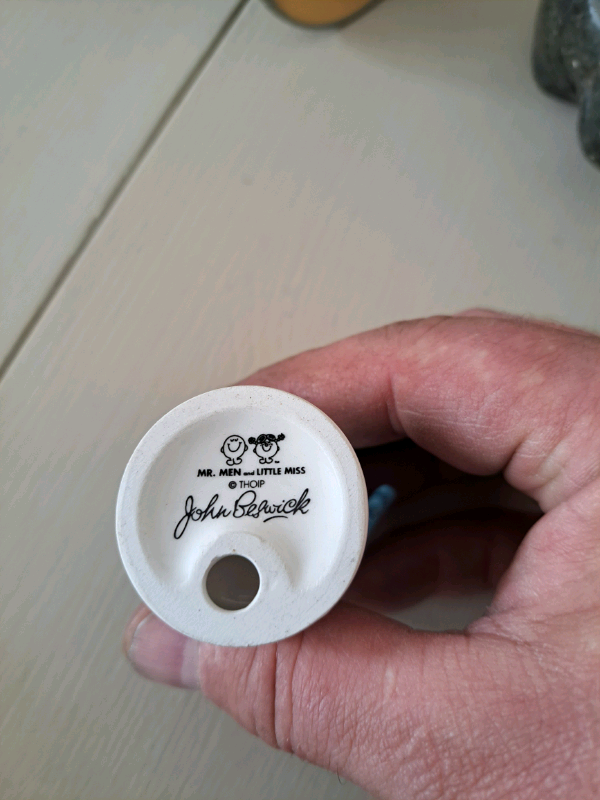 MR. MEN and LITTLE MISS
© THOIP
John Beswick